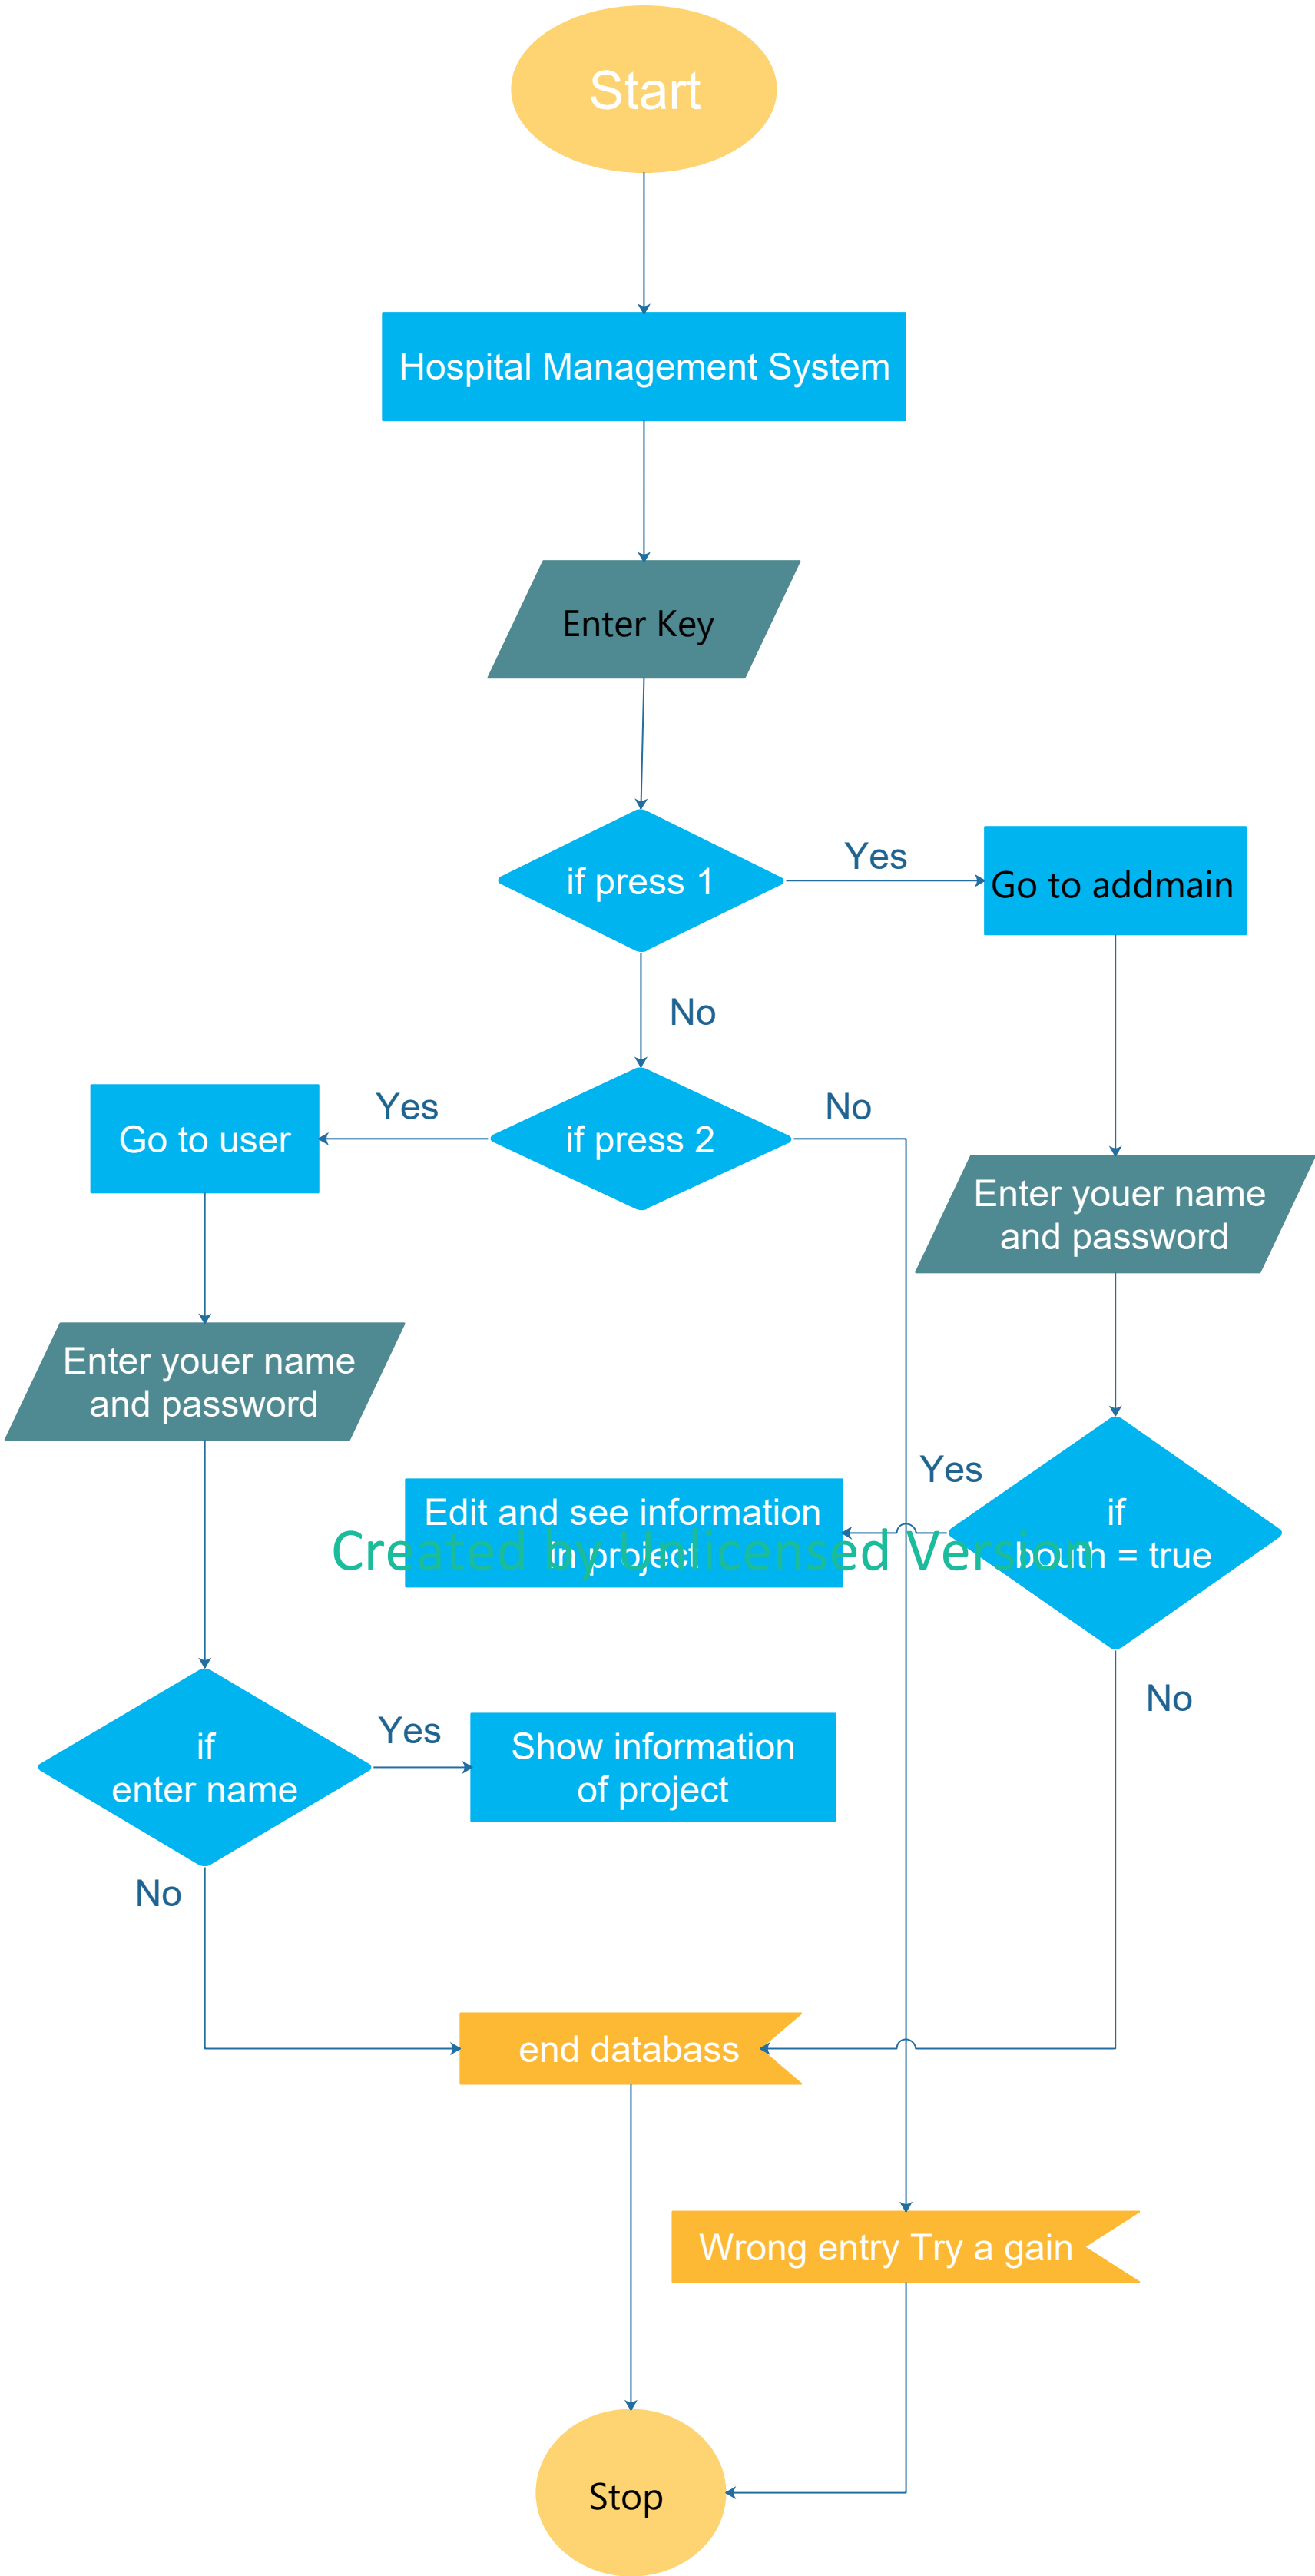 Start
Hospital Management System
Enter Key
if press 1
Yes
Go to addmain
No
if press 2
Yes
Go to user
No
Enter youer name
and password
Enter youer name
and password
if
bouth = true
Yes
Edit and see information
in project
Created by Unlicensed Version
No
if
enter name
Yes
Show information
of project
No
end databass
Wrong entry Try a gain
Stop